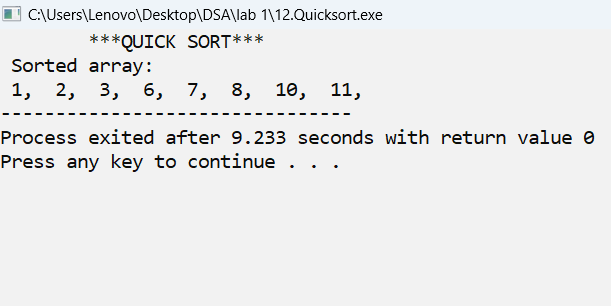 C:\Users\Lenovo\Desktop\DSA\lab 1\12.Quicksort.exe
***QUICK SORT***
Sorted array:
1, 2, 3, 6, 7, 8, 10, 11,
--------------------------------
Process exited after 9.233 seconds with return value 0
Press any key to continue . . .